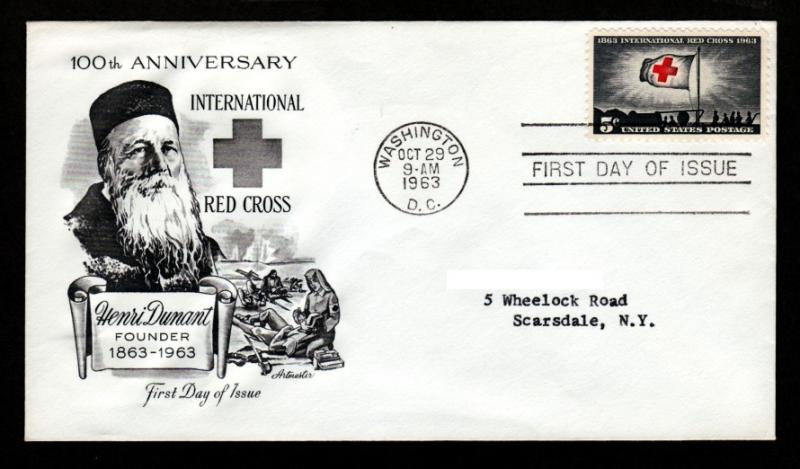 100th ANNIVERSARY
INTERNATIONAL
RED CROSS
Henri Dunant
FOUNDER
1863-1963
Artmaster
First Day of Issue
WASHINGTON
OCT 29
9-AM
1963
D.C.
FIRST DAY OF ISSUE
1863 INTERNATIONAL RED CROSS 1963
5¢ UNITED STATES POSTAGE
5 Wheelock Road
Scarsdale, N.Y.